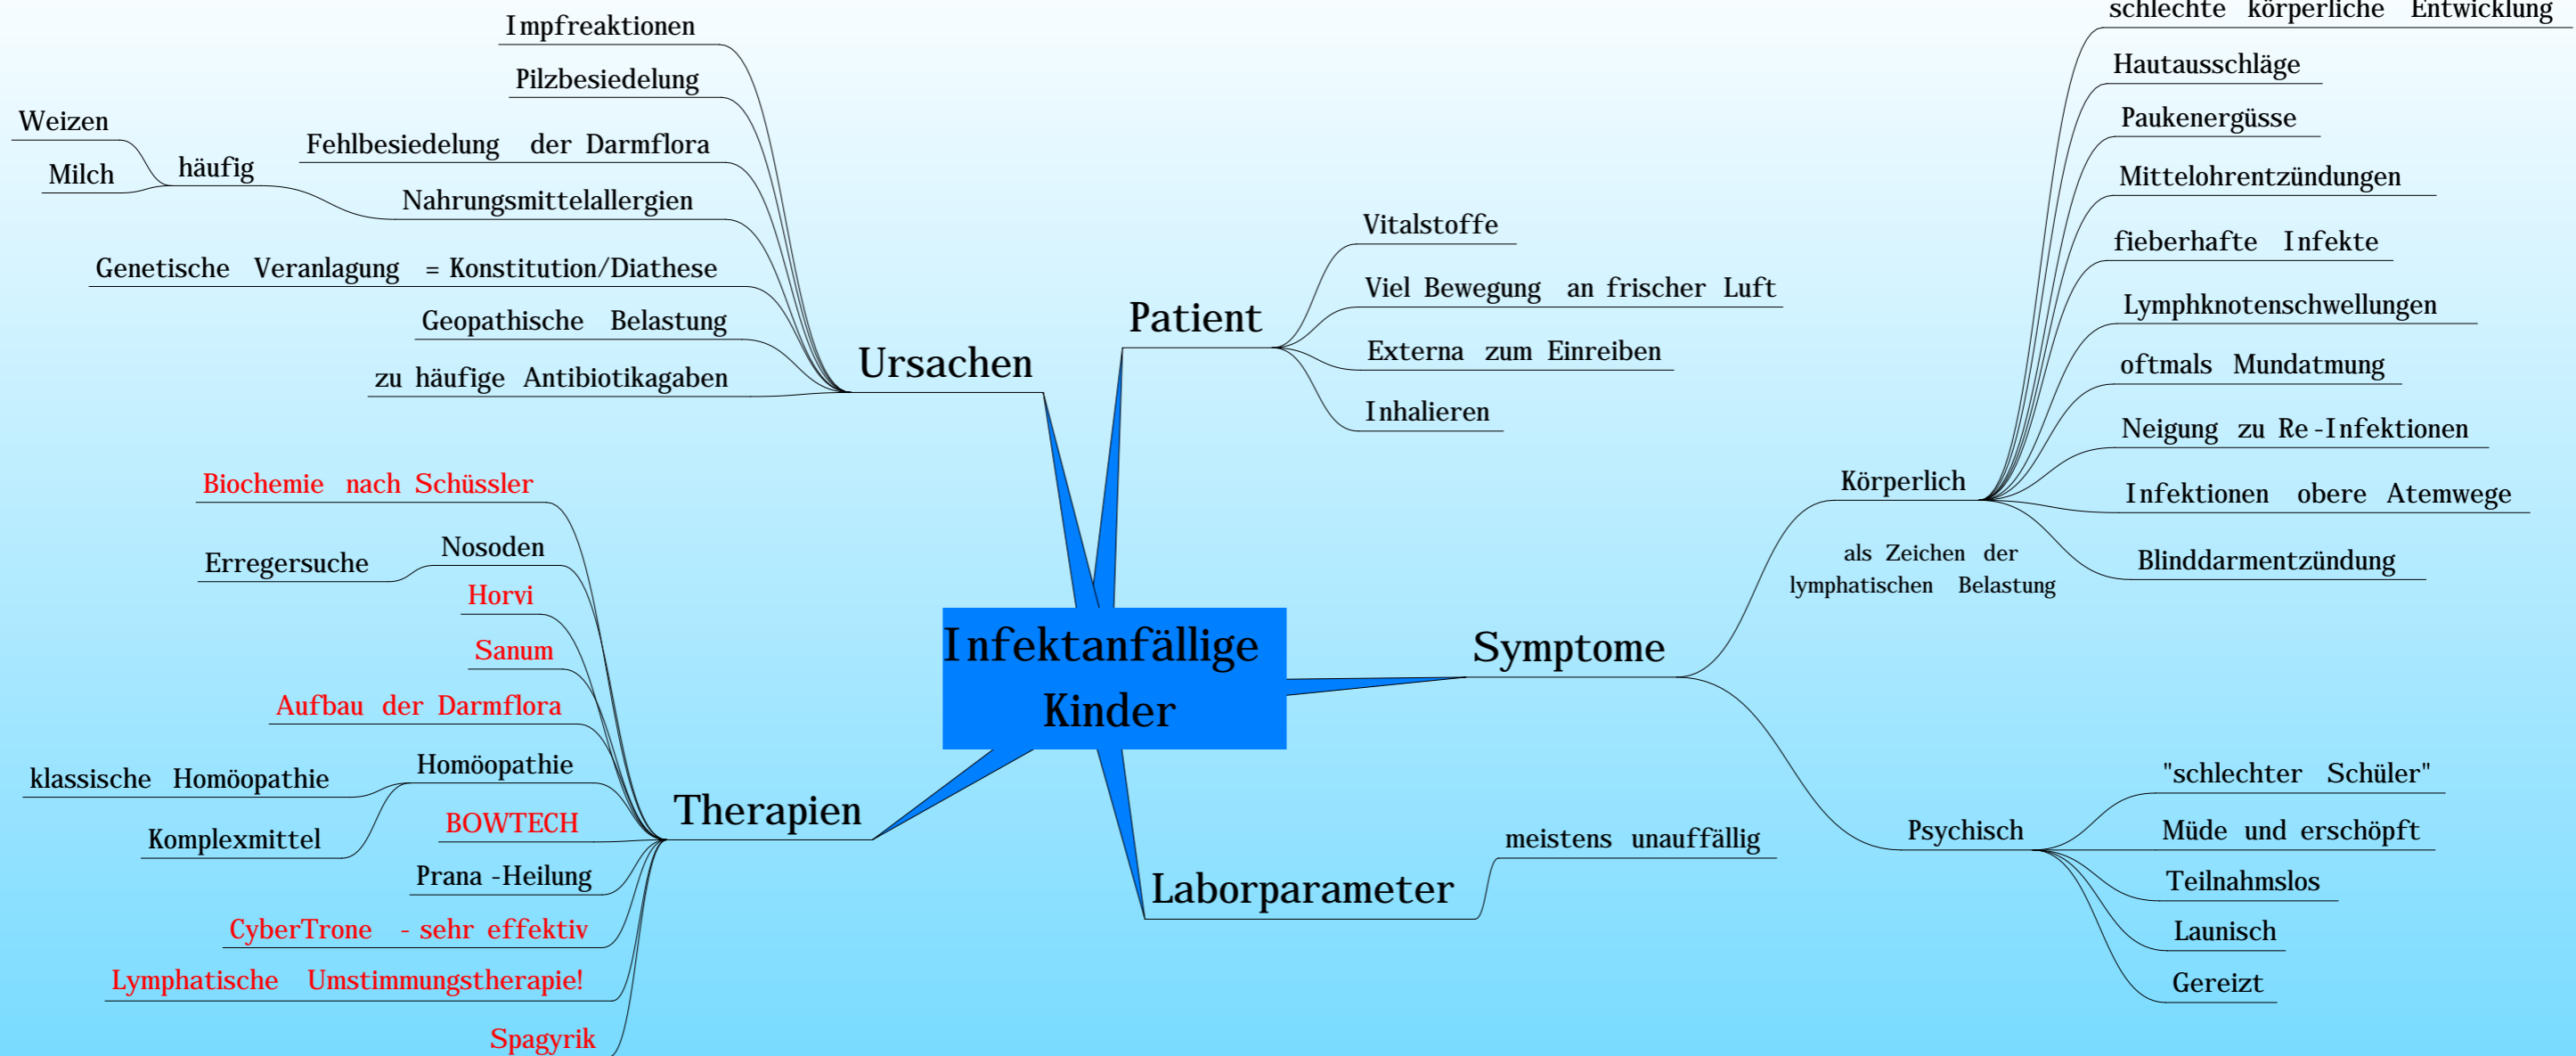 Infektanfällige
Kinder
Ursachen
Impfreaktionen
Pilzbesiedelung
Fehlbesiedelung der Darmflora
Nahrungsmittelallergien
häufig
Weizen
Milch
Genetische Veranlagung = Konstitution/Diathese
Geopathische Belastung
zu häufige Antibiotikagaben
Patient
Vitalstoffe
Viel Bewegung an frischer Luft
Externa zum Einreiben
Inhalieren
Symptome
Körperlich
als Zeichen der
lymphatischen Belastung
schlechte körperliche Entwicklung
Hautausschläge
Paukenergüsse
Mittelohrentzündungen
fieberhafte Infekte
Lymphknotenschwellungen
oftmals Mundatmung
Neigung zu Re-Infektionen
Infektionen obere Atemwege
Blinddarmentzündung
Psychisch
"schlechter Schüler"
Müde und erschöpft
Teilnahmslos
Launisch
Gereizt
Laborparameter
meistens unauffällig
Therapien
Biochemie nach Schüssler
Nosoden
Erregersuche
Horvi
Sanum
Aufbau der Darmflora
Homöopathie
klassische Homöopathie
Komplexmittel
BOWTECH
Prana-Heilung
CyberTrone - sehr effektiv
Lymphatische Umstimmungstherapie!
Spagyrik